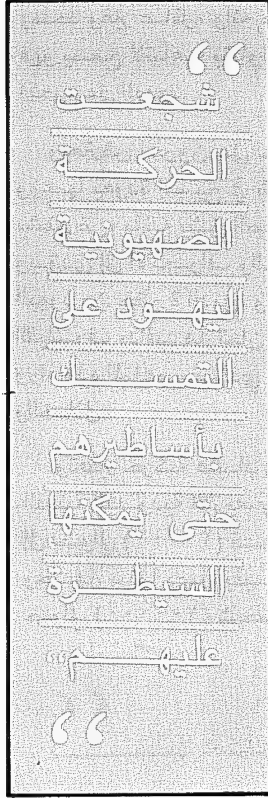 “
شجعت
الحركة
الصهيونية
اليهود على
التمسك
بأساطيرهم
حتى يمكنها
السيطرة
عليهم..
“